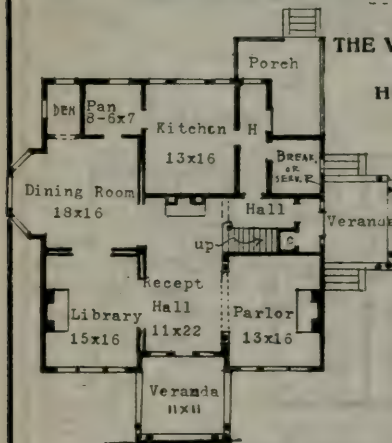 THE V
H
Porch
DEN
Pan
8-6x7
Kitchen
13x16
H
BREAK.
OR
SERV. R
Dining Room
18x16
Hall
up
C
Verand
Recept
Hall
11x22
Library
15x16
Parlor
13x16
Veranda
11x11